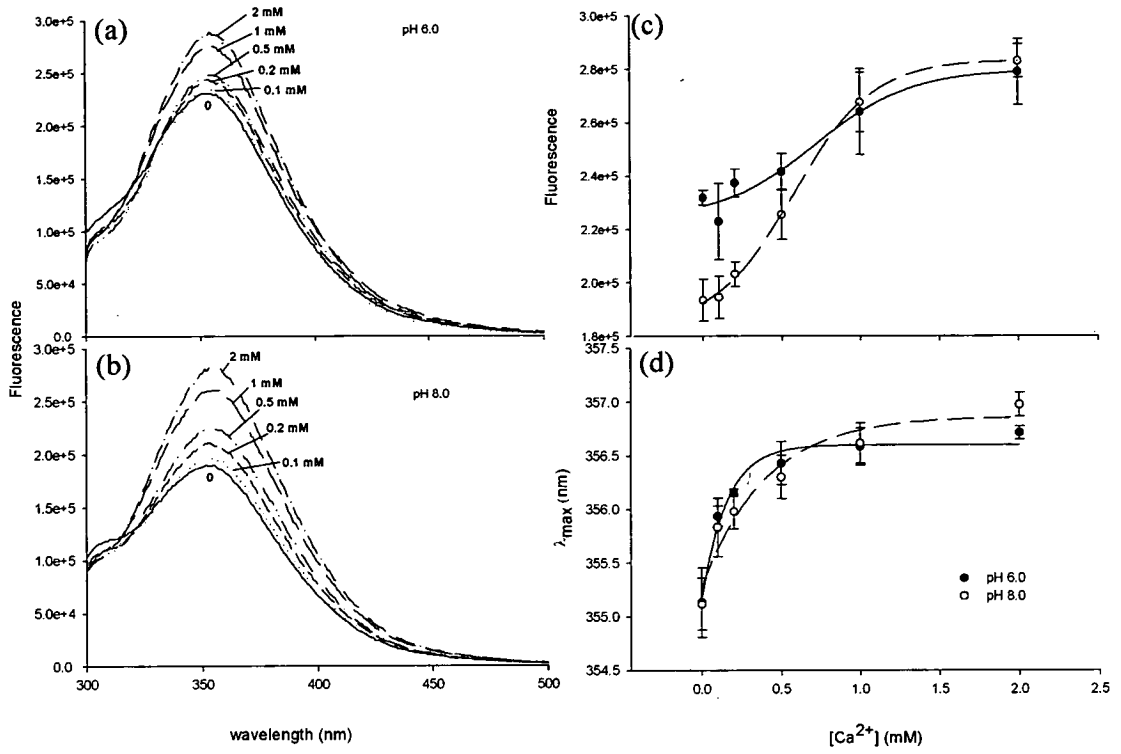 (a)
pH 6.0
2 mM
1 mM
0.5 mM
0.2 mM
0.1 mM
0
3.0e+5
2.5e+5
2.0e+5
1.5e+5
1.0e+5
5.0e+4
0.0
Fluorescence
(b)
pH 8.0
2 mM
1 mM
0.5 mM
0.2 mM
0.1 mM
0
3.0e+5
2.5e+5
2.0e+5
1.5e+5
1.0e+5
5.0e+4
0.0
300 350 400 450 500
wavelength (nm)
(c)
3.0e+5
2.8e+5
2.6e+5
2.4e+5
2.2e+5
2.0e+5
1.8e+5
Fluorescence
(d)
357.5
357.0
356.5
356.0
355.5
355.0
354.5
λmax (nm)
pH 6.0
pH 8.0
0.0 0.5 1.0 1.5 2.0 2.5
[Ca2+] (mM)